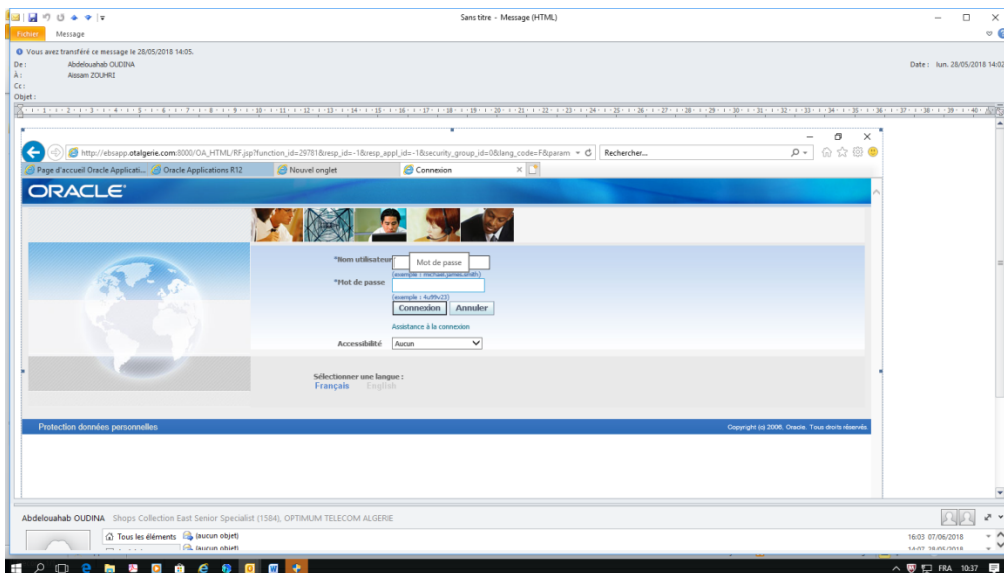 Sans titre - Message (HTML)
Fichier Message
Vous avez transféré ce message le 28/05/2018 14:05.
De : Abdelouahab OUDINA Date : lun. 28/05/2018 14:02
À : Aissam ZOUHRI
Cc :
Objet :
http://ebsapp.otalgerie.com:8000/OA_HTML/RF.jsp?function_id=29781&resp_id=-1&resp_appl_id=-1&security_group_id=0&lang_code=F&param Rechercher...
Page d'accueil Oracle Applicati... Oracle Applications R12 Nouvel onglet Connexion
ORACLE
*Nom utilisateur
Mot de passe
(example : michael.james.smith)
*Mot de passe
(example : 4u99v23)
Connexion Annuler
Assistance à la connexion
Accessibilité Aucun
Sélectionner une langue :
Français English
Protection données personnelles Copyright (c) 2006, Oracle. Tous droits réservés.
Abdelouahab OUDINA Shops Collection East Senior Specialist (1584), OPTIMUM TELECOM ALGERIE
Tous les éléments (aucun objet) 16:03 07/06/2018
(aucun objet) 14:07 28/05/2018
FRA 10:37